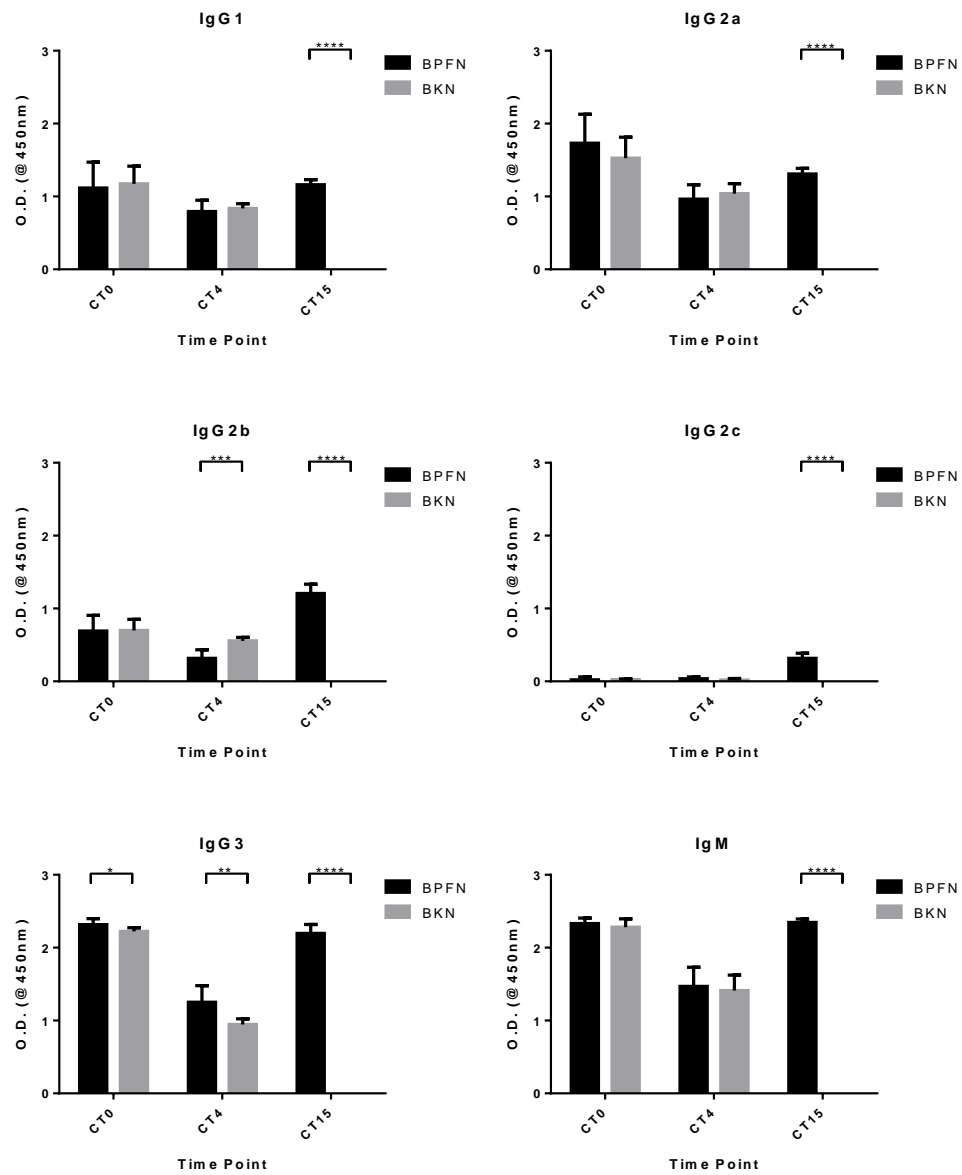 IgG1
****
3
2
1
0
O.D. (@450nm)
BPFN
BKN
CT0
CT4
CT15
Time Point
IgG2a
****
3
2
1
0
O.D. (@450nm)
BPFN
BKN
CT0
CT4
CT15
Time Point
IgG2b
***
****
3
2
1
0
O.D. (@450nm)
BPFN
BKN
CT0
CT4
CT15
Time Point
IgG2c
****
3
2
1
0
O.D. (@450nm)
BPFN
BKN
CT0
CT4
CT15
Time Point
IgG3
*
**
****
3
2
1
0
O.D. (@450nm)
BPFN
BKN
CT0
CT4
CT15
Time Point
IgM
****
3
2
1
0
O.D. (@450nm)
BPFN
BKN
CT0
CT4
CT15
Time Point